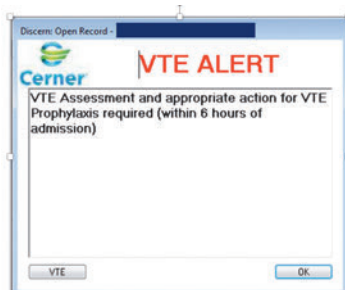 Discern: Open Record -
Cerner
VTE ALERT
VTE Assessment and appropriate action for VTE
Prophylaxis required (within 6 hours of
admission)
VTE
OK